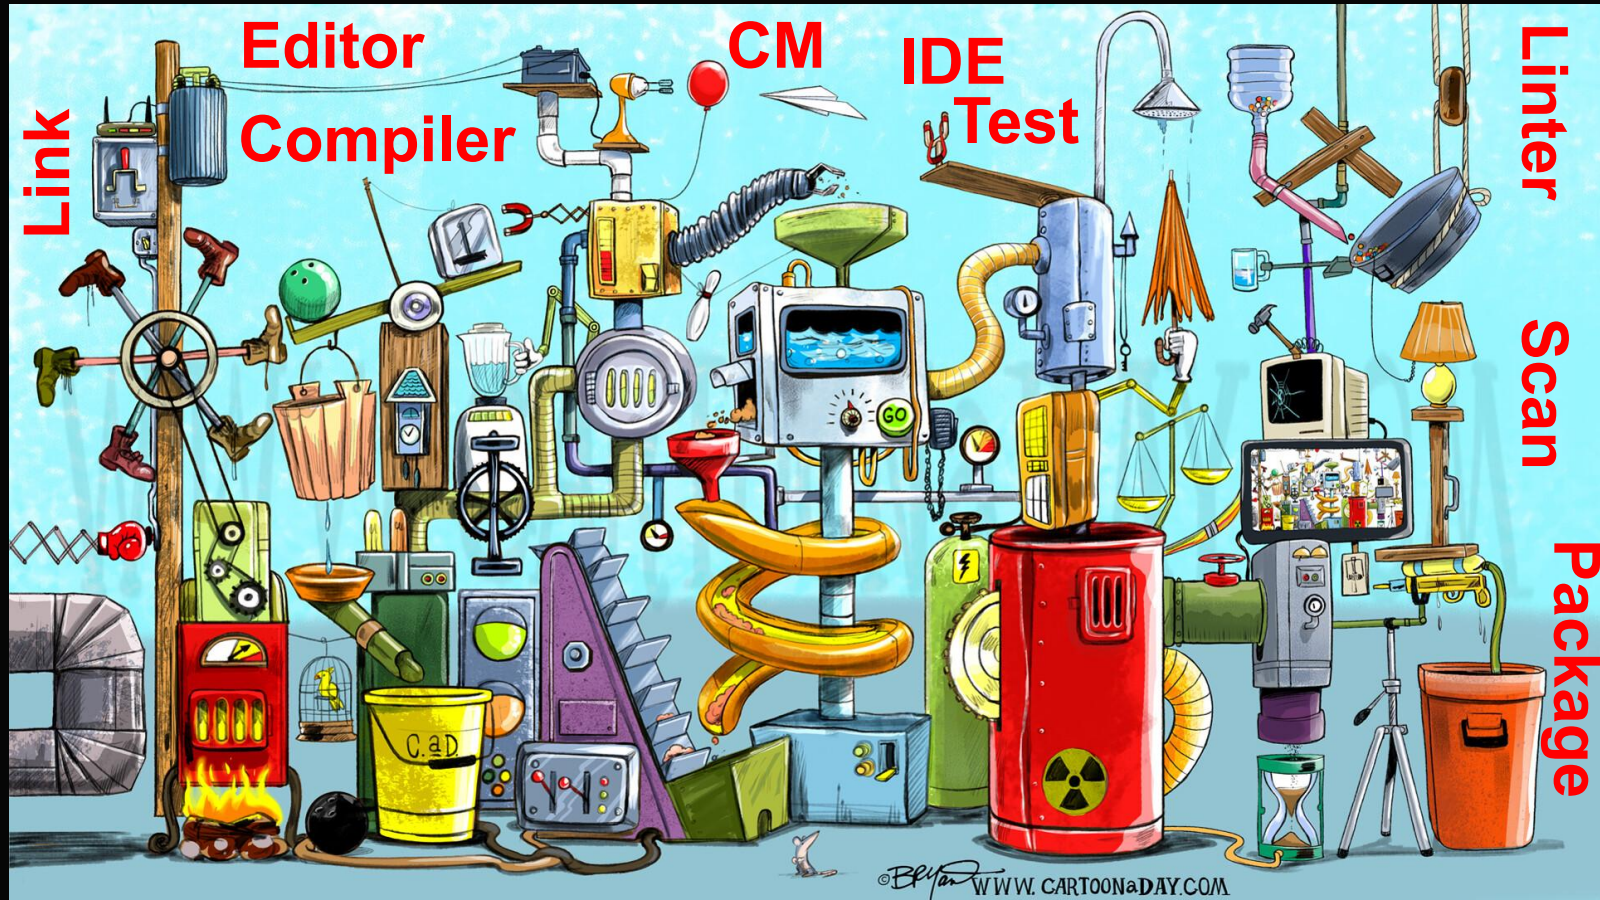 Editor
CM
IDE
Test
Compiler
Link
Linter
Scan
Package
GO
C.aD.
©BRYan WWW.CARTOONaDAY.COM